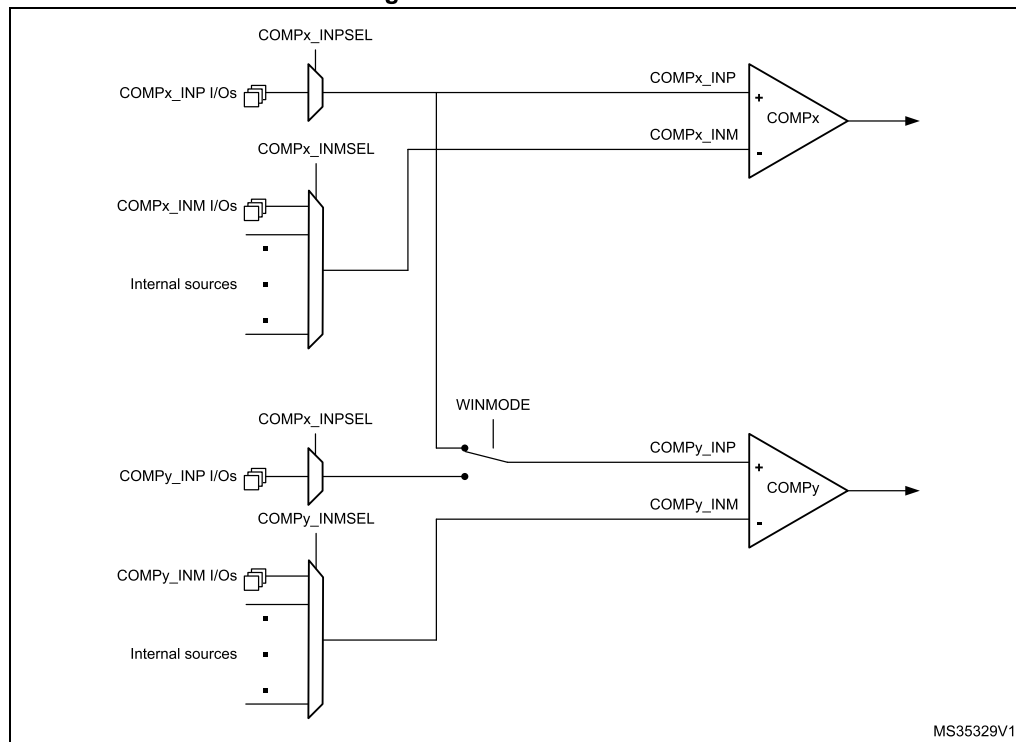 COMPx_INPSEL
COMPx_INP I/Os
COMPx_INP
+
COMPx
COMPx_INM
-
COMPx_INMSEL
COMPx_INM I/Os
Internal sources
WINMODE
COMPx_INPSEL
COMPy_INP I/Os
COMPy_INP
+
COMPy
COMPy_INM
-
COMPy_INMSEL
COMPy_INM I/Os
Internal sources
MS35329V1